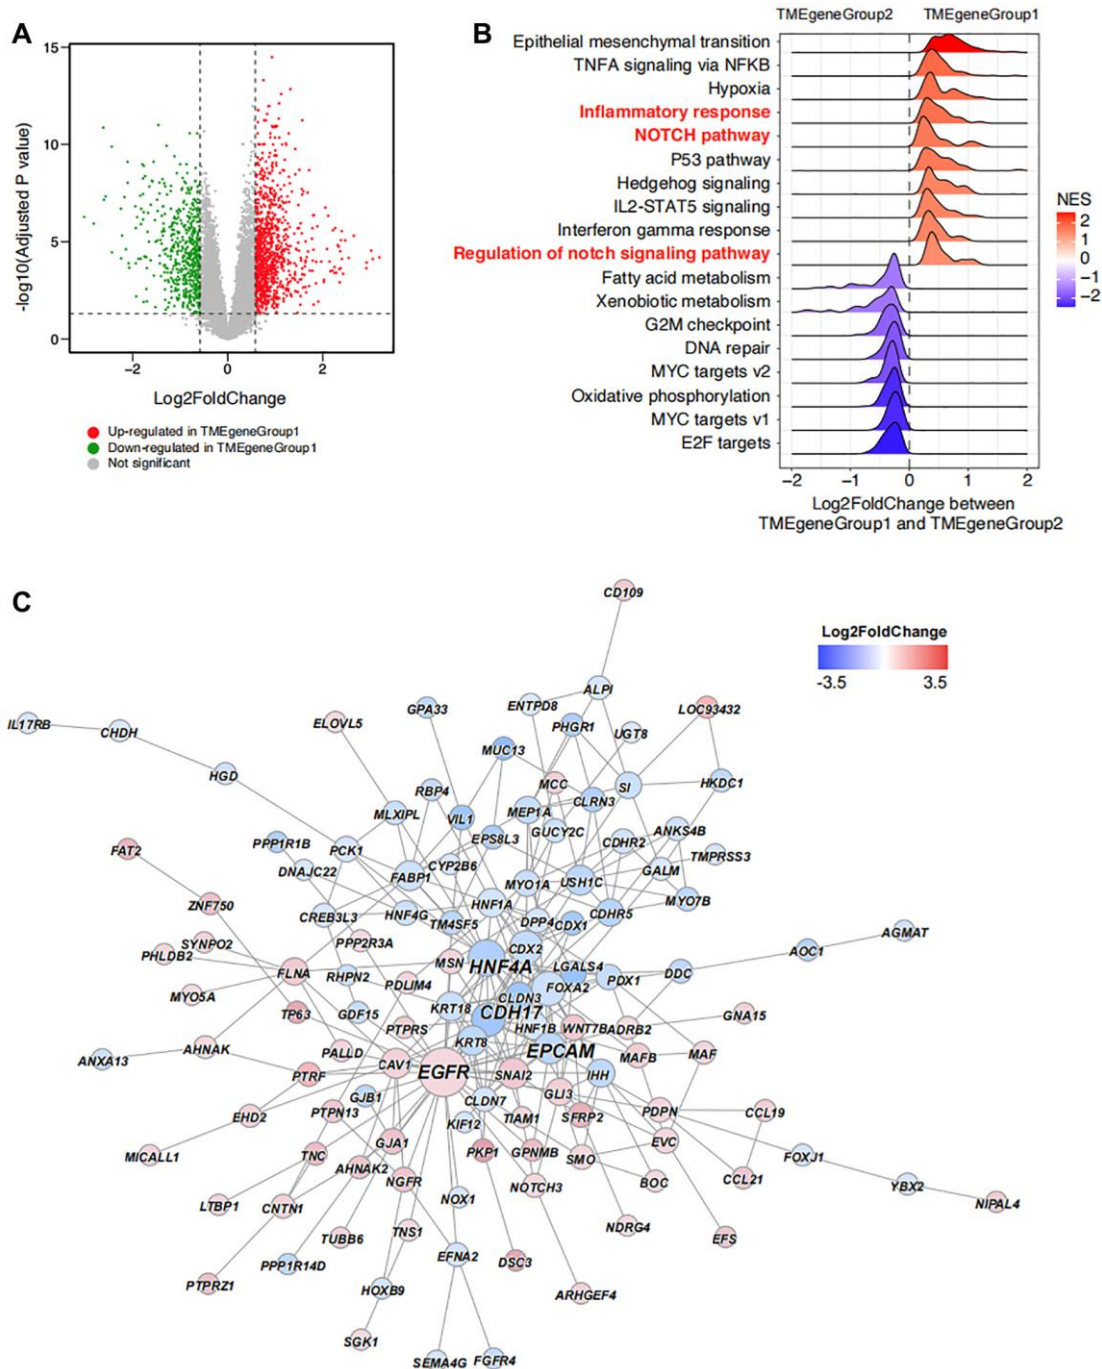 A
15
10
5
0
-log10(Adjusted P value)
−2
0
2
Log2FoldChange
Up-regulated in TMEgeneGroup1
Down-regulated in TMEgeneGroup1
Not significant
B
TMEgeneGroup2
TMEgeneGroup1
Epithelial mesenchymal transition
TNFA signaling via NFKB
Hypoxia
Inflammatory response
NOTCH pathway
P53 pathway
Hedgehog signaling
IL2-STAT5 signaling
Interferon gamma response
Regulation of notch signaling pathway
Fatty acid metabolism
Xenobiotic metabolism
G2M checkpoint
DNA repair
MYC targets v2
Oxidative phosphorylation
MYC targets v1
E2F targets
NES
2
1
0
−1
−2
−2
−1
0
1
2
Log2FoldChange between
TMEgeneGroup1 and TMEgeneGroup2
C
Log2FoldChange
-3.5
3.5
CD109
ALPI
IL17RB
CHDH
ELOVL5
GPA33
ENTPD8
LOC93432
PHGR1
UGT8
MUC13
HGD
MCC
SI
HKDC1
RBP4
CLRN3
MLXIPL
VIL1
MEP1A
GUCY2C
ANKS4B
PPP1R1B
EPS8L3
CDHR2
FAT2
PCK1
TMPRSS3
DNAJC22
CYP2B6
GALM
FABP1
MYO1A
USH1C
ZNF750
HNF1A
MYO7B
CREB3L3
HNF4G
TM4SF5
DPP4
CDX1
CDHR5
AGMAT
SYNPO2
PPP2R3A
CDX2
AOC1
PHLDB2
MSN
HNF4A
LGALS4
DDC
FLNA
RHPN2
PDLIM4
FOXA2
PDX1
MYO5A
CLDN3
TP63
GDF15
KRT18
CDH17
GNA15
PTPRS
HNF1B
WNT7B
ADRB2
KRT8
EPCAM
ANXA13
AHNAK
PALLD
CAV1
MAFB
MAF
PTRF
EGFR
SNAI2
IHH
GJB1
CLDN7
GLI3
EHD2
PTPN13
KIF12
TIAM1
SFRP2
PDPN
CCL19
MICALL1
GJA1
EVC
TNC
PKP1
GPNMB
SMO
FOXJ1
AHNAK2
NGFR
NOTCH3
BOC
CCL21
YBX2
LTBP1
CNTN1
NOX1
NIPAL4
TUBB6
TNS1
NDRG4
EFS
PPP1R14D
EFNA2
DSC3
PTPRZ1
HOXB9
ARHGEF4
SGK1
SEMA4G
FGFR4